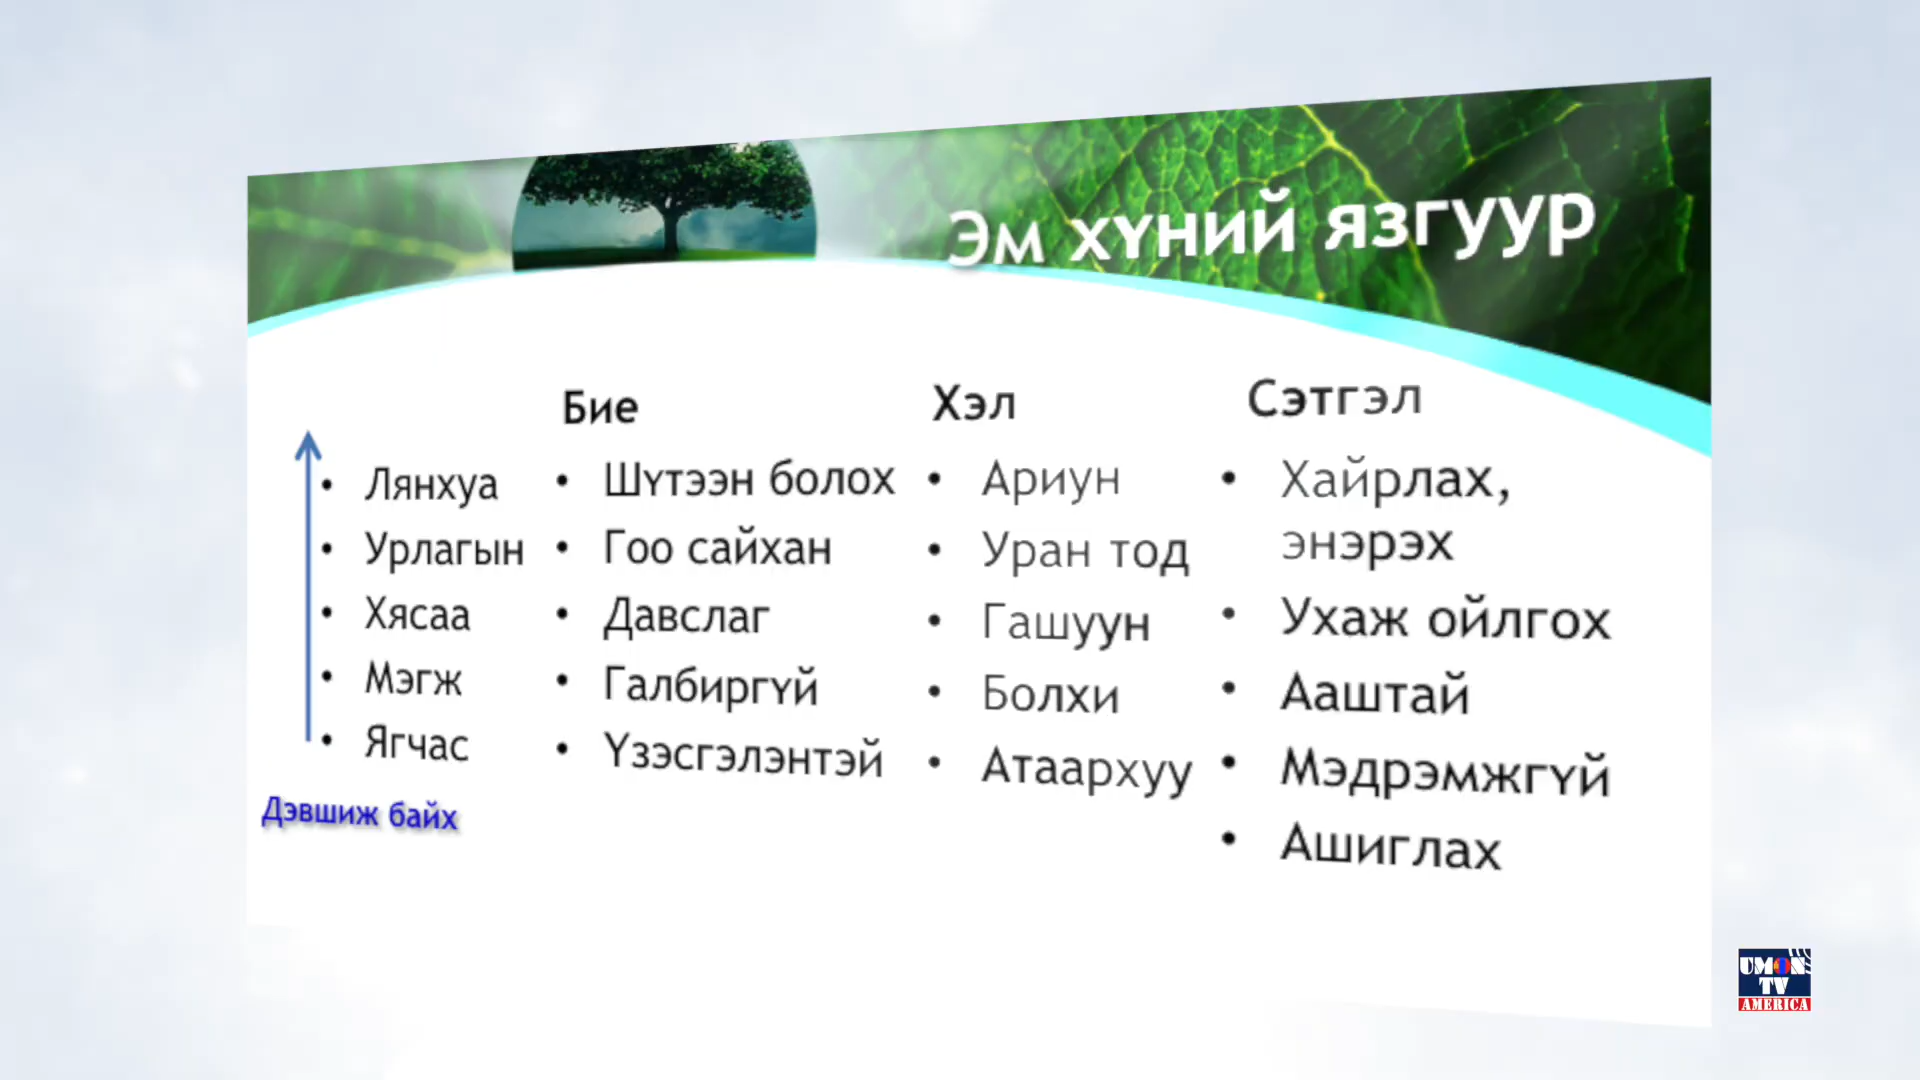 Эм хүний язгуур
Бие
Хэл
Сэтгэл
• Лянхуа
• Урлагын
• Хясаа
• Мэгж
• Ягчас
• Шүтээн болох
• Гоо сайхан
• Давслаг
• Галбиргүй
• Үзэсгэлэнтэй
• Ариун
• Уран тод
• Гашуун
• Болхи
• Атаархуу
• Хайрлах,
энэрэх
• Ухаж ойлгох
• Ааштай
• Мэдрэмжгүй
• Ашиглах
Дэвшиж байх
UMON
TV
AMERICA